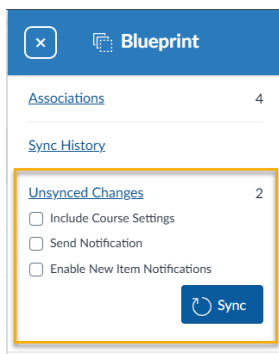 Blueprint
Associations 4
Sync History
Unsynced Changes 2
Include Course Settings
Send Notification
Enable New Item Notifications
Sync